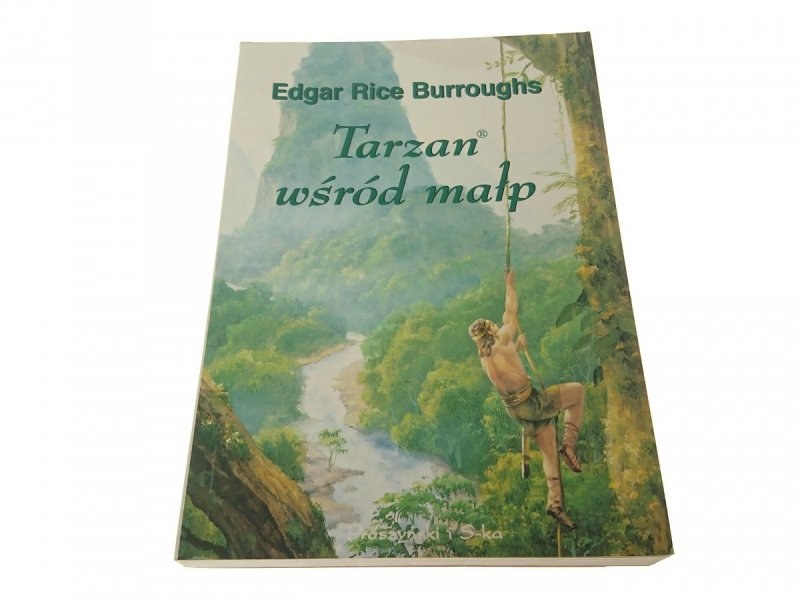 Edgar Rice Burroughs
Tarzan®
wśród małp
Prószyński i S-ka